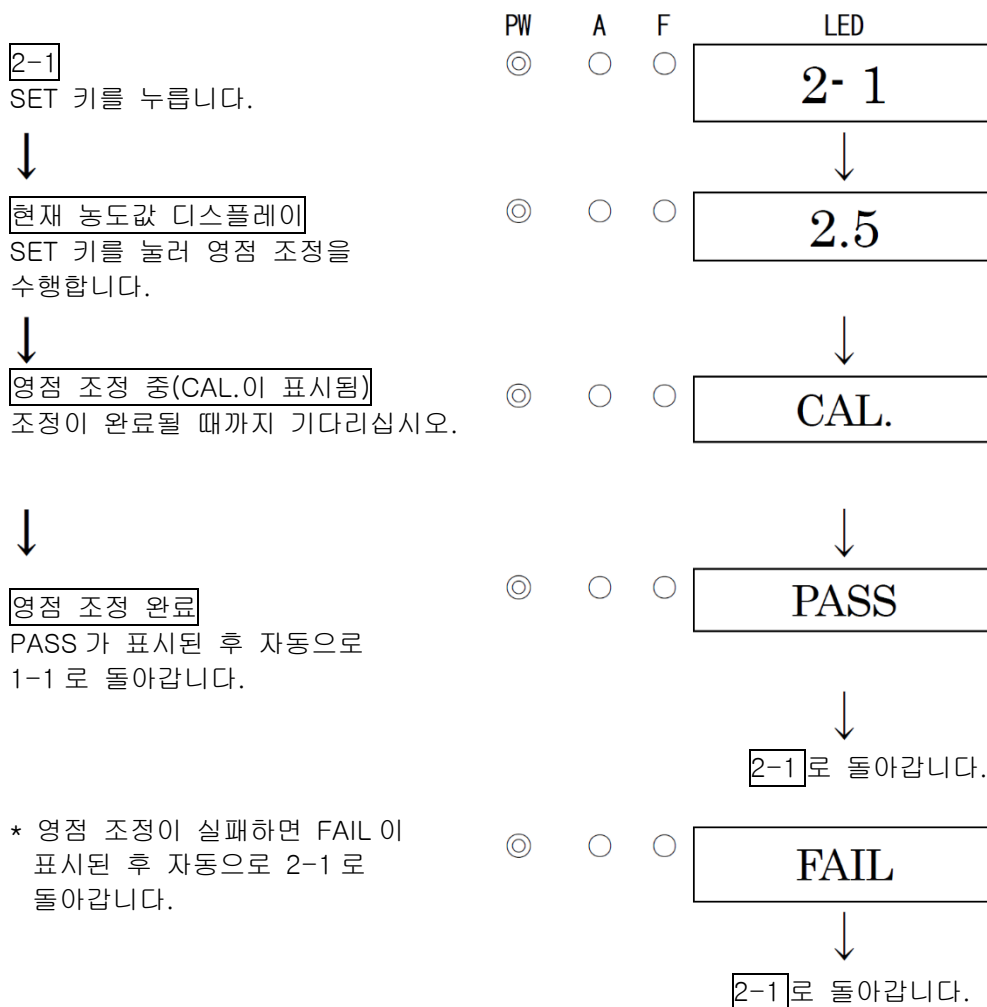 PW A F LED
2-1
SET 키를 누릅니다.
◎ ○ ○ 2- 1
↓ ↓
현재 농도값 디스플레이
SET 키를 눌러 영점 조정을
수행합니다.
◎ ○ ○ 2.5
↓ ↓
영점 조정 중(CAL.이 표시됨)
조정이 완료될 때까지 기다리십시오.
◎ ○ ○ CAL.
↓ ↓
영점 조정 완료
PASS 가 표시된 후 자동으로
1-1 로 돌아갑니다.
◎ ○ ○ PASS
↓
2-1 로 돌아갑니다.
* 영점 조정이 실패하면 FAIL 이
표시된 후 자동으로 2-1 로
돌아갑니다.
◎ ○ ○ FAIL
↓
2-1 로 돌아갑니다.